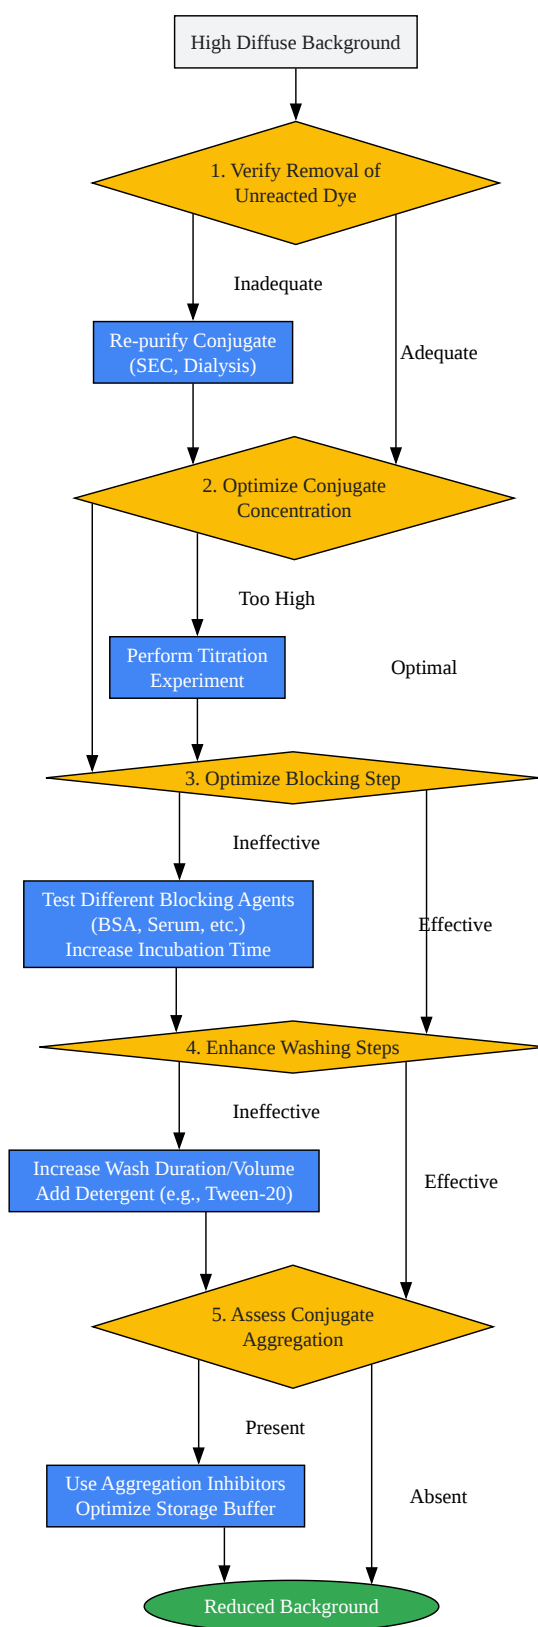 High Diffuse Background
1. Verify Removal of
Unreacted Dye
Inadequate
Re-purify Conjugate
(SEC, Dialysis)
Adequate
2. Optimize Conjugate
Concentration
Too High
Perform Titration
Experiment
Optimal
3. Optimize Blocking Step
Ineffective
Test Different Blocking Agents
(BSA, Serum, etc.)
Increase Incubation Time
Effective
4. Enhance Washing Steps
Ineffective
Increase Wash Duration/Volume
Add Detergent (e.g., Tween-20)
Effective
5. Assess Conjugate
Aggregation
Present
Use Aggregation Inhibitors
Optimize Storage Buffer
Absent
Reduced Background